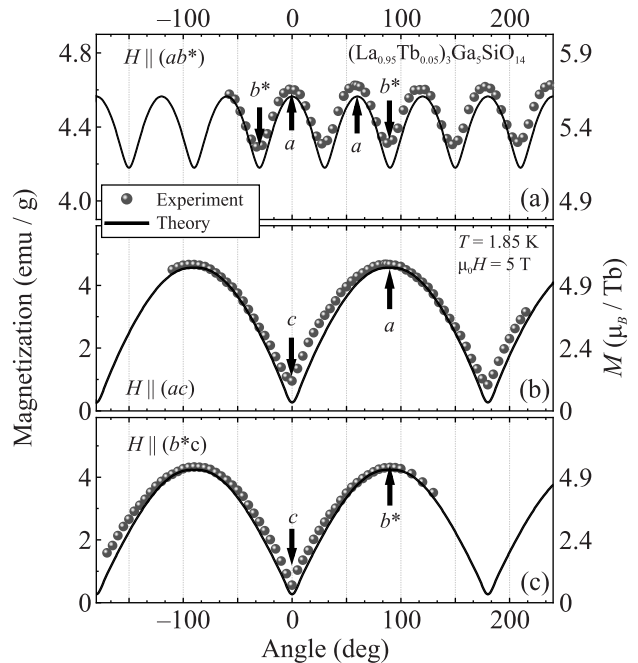 −100 0 100 200
H || (ab*) (La0.95Tb0.05)3Ga5SiO14
4.8 5.9
b* b*
4.4 5.4
a a
4.0 4.9
Experiment
Theory
(a)
T = 1.85 K
μ0H = 5 T
4 4.9
c
a
2 2.4
H || (ac) (b)
0 0
H || (b*c)
4 4.9
c
b*
2 2.4
(c)
0 0
−100 0 100 200
Angle (deg)
Magnetization (emu / g)
M (μB / Tb)